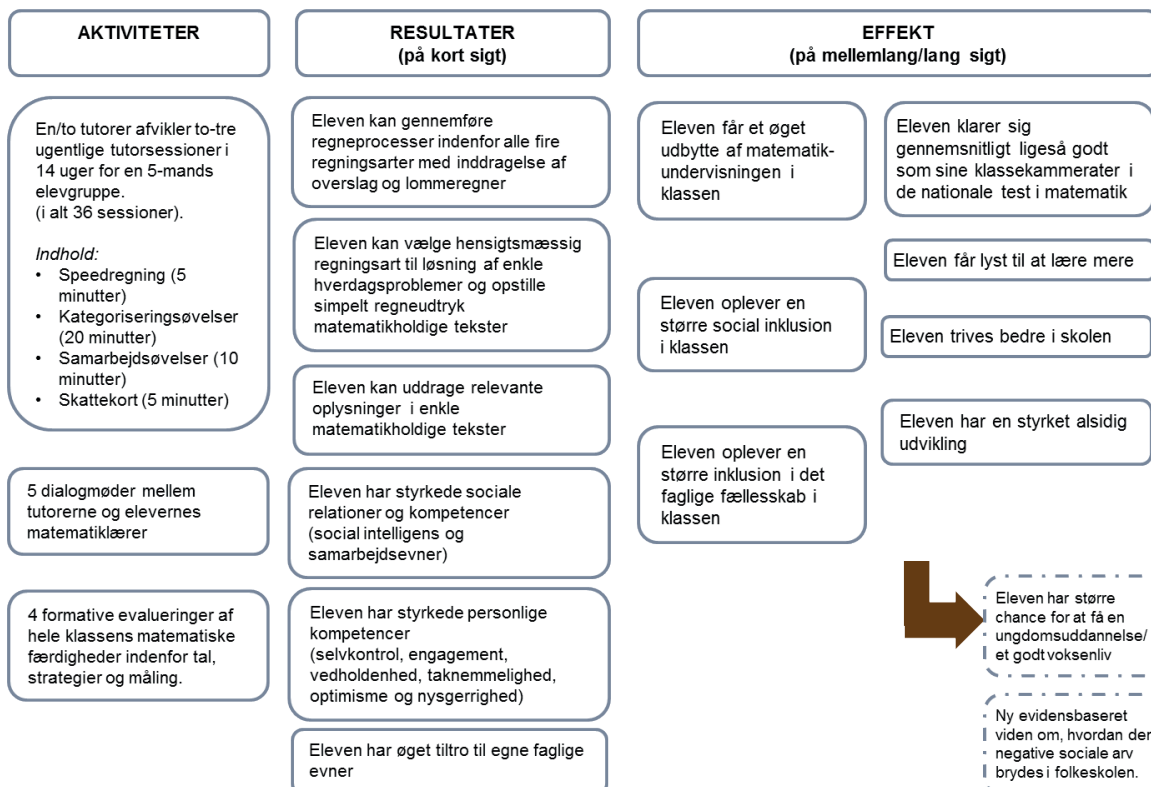 AKTIVITETER
En/to tutorer afvikler to-tre
ugentlige tutorsessioner i
14 uger for en 5-mands
elevgruppe.
(i alt 36 sessioner).
Indhold:
• Speedregning (5
minutter)
• Kategoriseringsøvelser
(20 minutter)
• Samarbejdsøvelser (10
minutter)
• Skattekort (5 minutter)
5 dialogmøder mellem
tutorerne og elevernes
matematiklærer
4 formative evalueringer af
hele klassens matematiske
færdigheder indenfor tal,
strategier og måling.
RESULTATER
(på kort sigt)
Eleven kan gennemføre
regneprocesser indenfor alle fire
regningsarter med inddragelse af
overslag og lommeregner
Eleven kan vælge hensigtsmæssig
regningsart til løsning af enkle
hverdagsproblemer og opstille
simpelt regneudtryk
matematikholdige tekster
Eleven kan uddrage relevante
oplysninger i enkle
matematikholdige tekster
Eleven har styrkede sociale
relationer og kompetencer
(social intelligens og
samarbejdsevner)
Eleven har styrkede personlige
kompetencer
(selvkontrol, engagement,
vedholdenhed, taknemmelighed,
optimisme og nysgerrighed)
Eleven har øget tiltro til egne faglige
evner
EFFEKT
(på mellemlang/lang sigt)
Eleven får et øget
udbytte af matematik-
undervisningen i
klassen
Eleven oplever en
større social inklusion
i klassen
Eleven oplever en
større inklusion i det
faglige fællesskab i
klassen
Eleven klarer sig
gennemsnitligt ligeså godt
som sine klassekammerater i
de nationale test i matematik
Eleven får lyst til at lære mere
Eleven trives bedre i skolen
Eleven har en styrket alsidig
udvikling
Eleven har større
chance for at få en
ungdomsuddannelse/
et godt voksenliv
Ny evidensbaseret
viden om, hvordan den
negative sociale arv
brydes i folkeskolen.